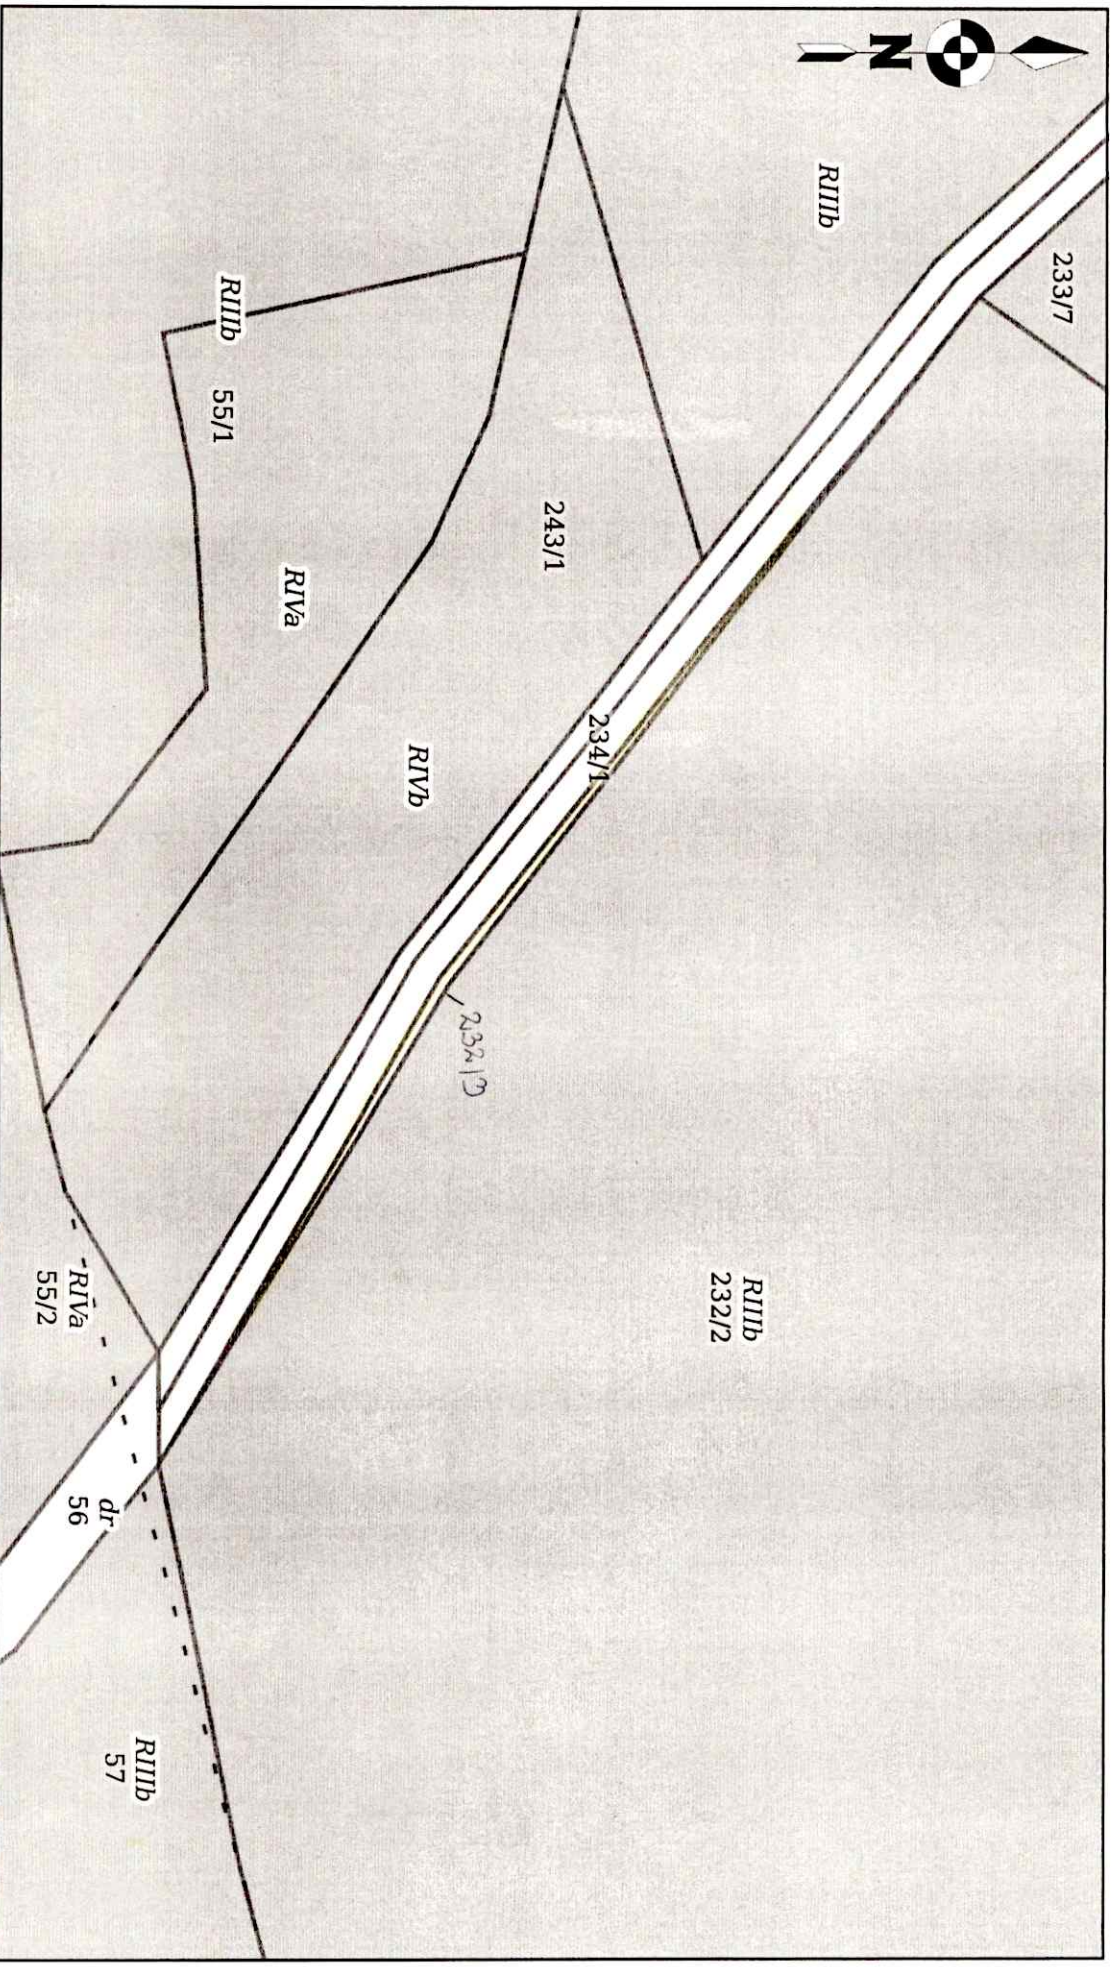 N
233/7
RIIIb
RIIIb
232/2
234/1
243/1
232/3
RIVb
RIVa
RIIIb
55/1
RIIIb
57
dr
56
RIVa
55/2